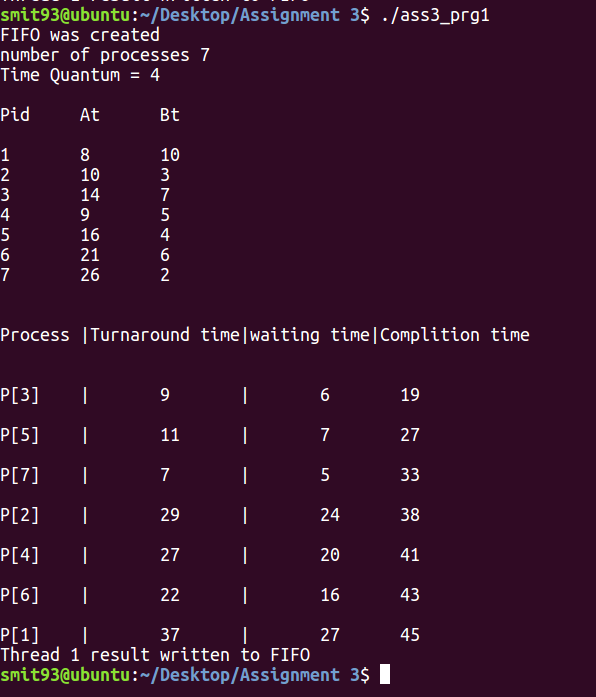 smit93@ubuntu:~/Desktop/Assignment 3$ ./ass3_prg1
FIFO was created
number of processes 7
Time Quantum = 4
Pid At Bt
1 8 10
2 10 3
3 14 7
4 9 5
5 16 4
6 21 6
7 26 2
Process |Turnaround time|waiting time|Complition time
P[3] | 9 | 6 19
P[5] | 11 | 7 27
P[7] | 7 | 5 33
P[2] | 29 | 24 38
P[4] | 27 | 20 41
P[6] | 22 | 16 43
P[1] | 37 | 27 45
Thread 1 result written to FIFO
smit93@ubuntu:~/Desktop/Assignment 3$